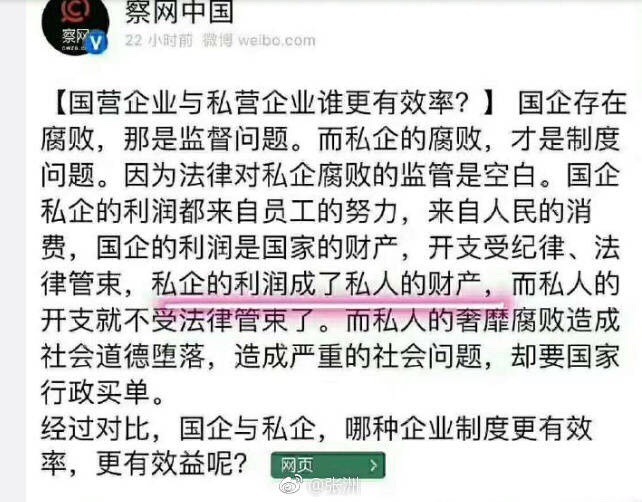 察网中国
察网
cwzg.cn
22 小时前 微博 weibo.com
【国营企业与私营企业谁更有效率？】 国企存在
腐败，那是监督问题。而私企的腐败，才是制度
问题。因为法律对私企腐败的监管是空白。国企
私企的利润都来自员工的努力，来自人民的消
费，国企的利润是国家的财产，开支受纪律、法
律管束，私企的利润成了私人的财产，而私人的
开支就不受法律管束了。而私人的奢靡腐败造成
社会道德堕落，造成严重的社会问题，却要国家
行政买单。
经过对比，国企与私企，哪种企业制度更有效
率，更有效益呢？ 网页 >
@张洲